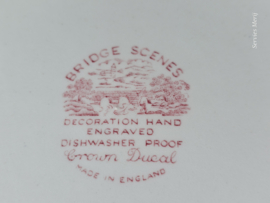 BRIDGE SCENES
DECORATION HAND
ENGRAVED
DISHWASHER PROOF
Crown Ducal
MADE IN ENGLAND